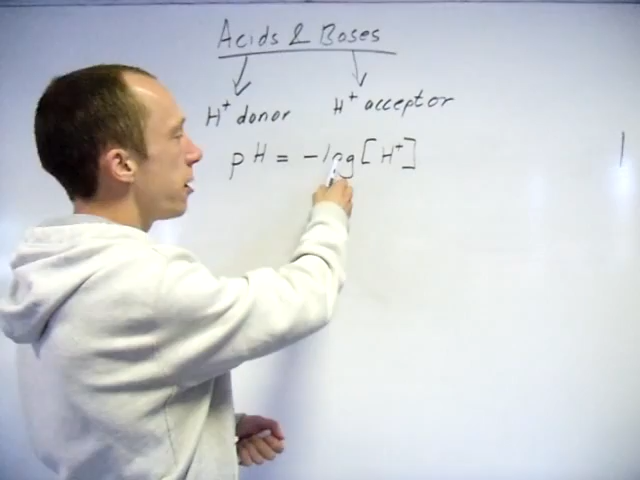 Acids & Bases
H⁺ donor H⁺ acceptor
pH = -log[H⁺]